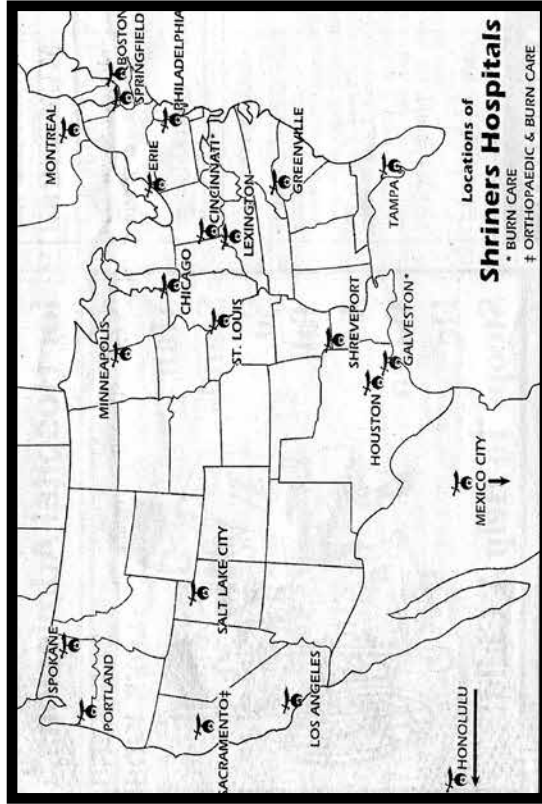 SPOKANE
PORTLAND
SACRAMENTO‡
LOS ANGELES
HONOLULU
SALT LAKE CITY
MINNEAPOLIS
CHICAGO
ST. LOUIS
SHREVEPORT
HOUSTON
GALVESTON*
MEXICO CITY
MONTREAL
BOSTON
SPRINGFIELD
ERIE
PHILADELPHIA
CINCINNATI*
LEXINGTON
GREENVILLE
TAMPA
Locations of
Shriners Hospitals
* BURN CARE
‡ ORTHOPAEDIC & BURN CARE